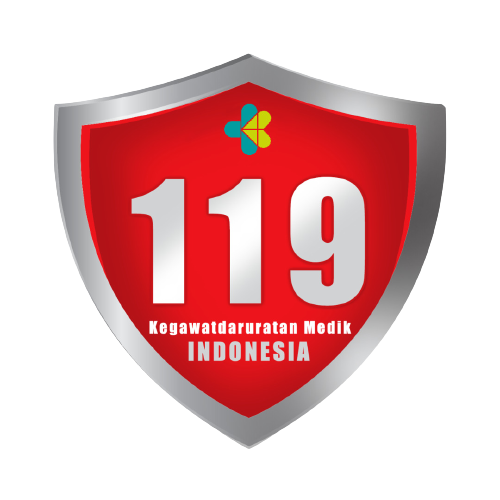 119
Kegawatdaruratan Medik
INDONESIA